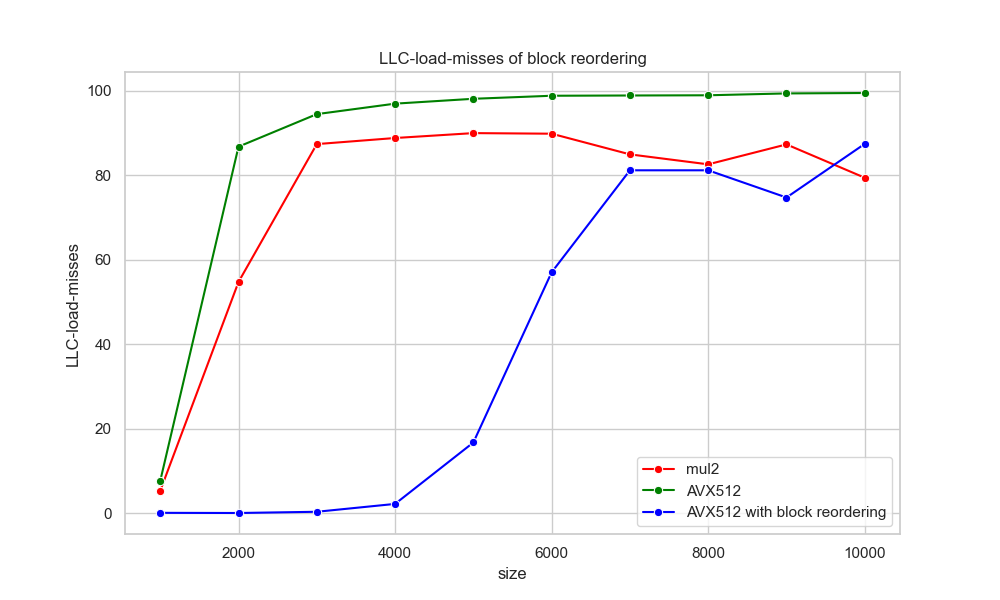 LLC-load-misses of block reordering
LLC-load-misses
100
80
60
40
20
0
2000
4000
6000
8000
10000
size
mul2
AVX512
AVX512 with block reordering